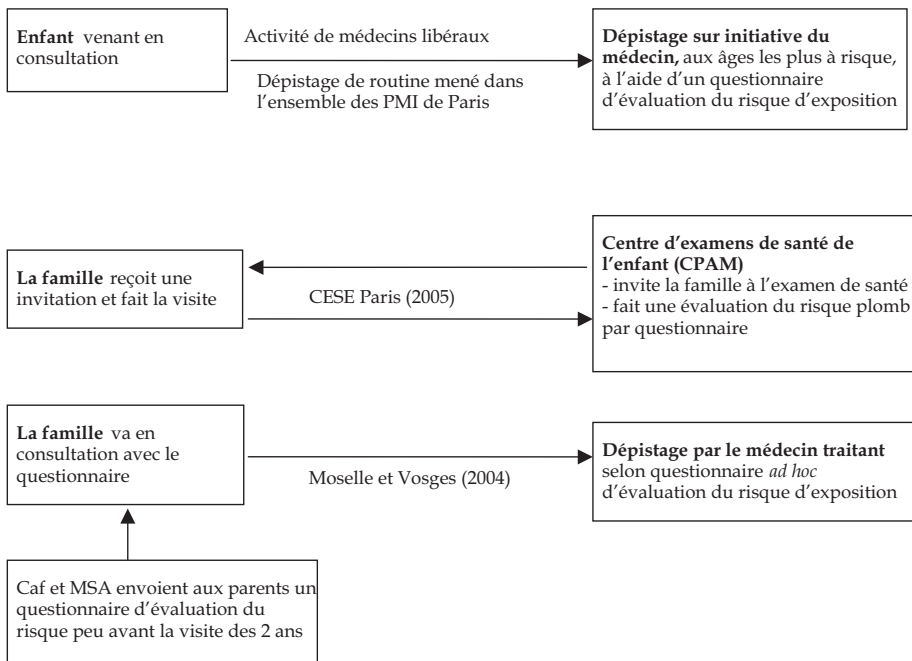 Enfant venant en
consultation
Activité de médecins libéraux
Dépistage de routine mené dans
l'ensemble des PMI de Paris
Dépistage sur initiative du
médecin, aux âges les plus à risque,
à l'aide d'un questionnaire
d'évaluation du risque d'exposition
La famille reçoit une
invitation et fait la visite
CESE Paris (2005)
Centre d'examens de santé de
l'enfant (CPAM)
- invite la famille à l'examen de santé
- fait une évaluation du risque plomb
par questionnaire
La famille va en
consultation avec le
questionnaire
Moselle et Vosges (2004)
Dépistage par le médecin traitant
selon questionnaire ad hoc
d'évaluation du risque d'exposition
Caf et MSA envoient aux parents un
questionnaire d'évaluation du
risque peu avant la visite des 2 ans